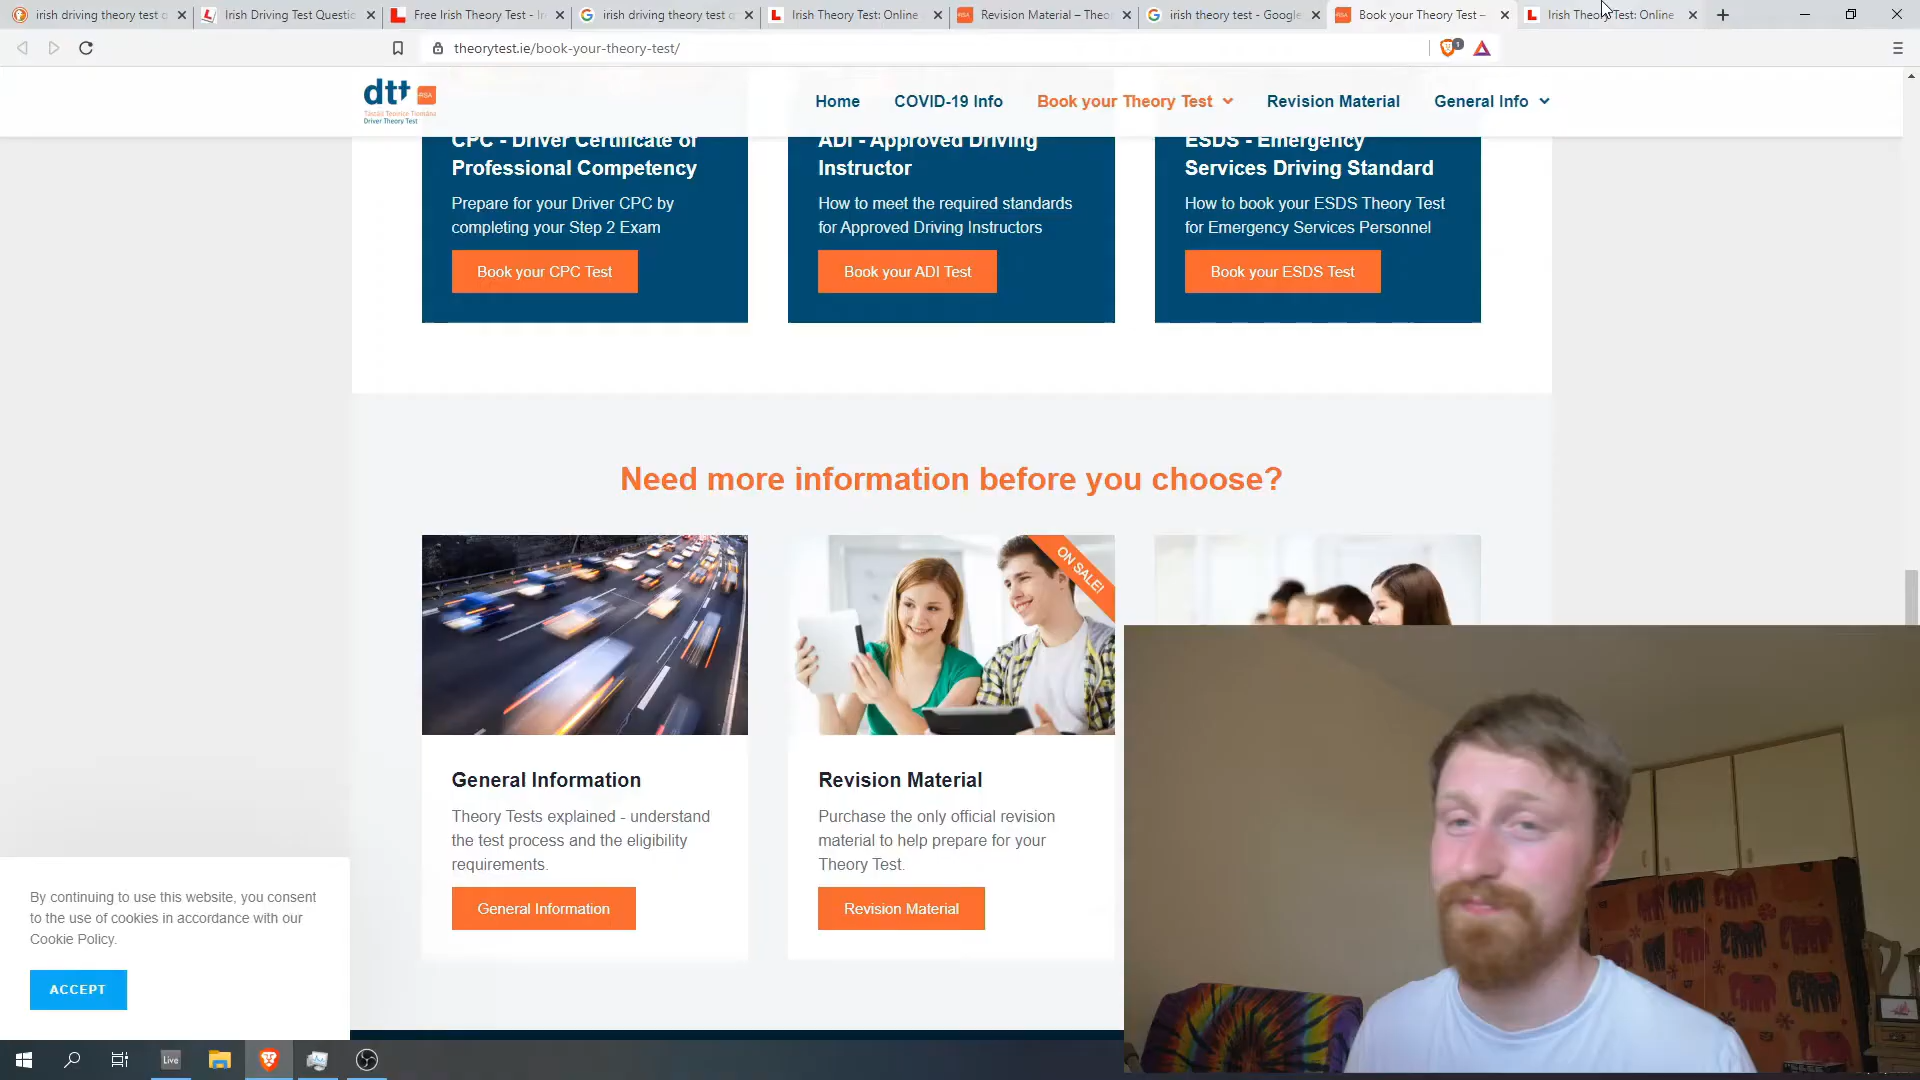 irish driving theory test q
Irish Driving Test Questic
Free Irish Theory Test - Ir
irish driving theory test q
Irish Theory Test: Online
Revision Material – Theo
irish theory test - Google
Book your Theory Test –
Irish Theory Test: Online
theorytest.ie/book-your-theory-test/
1
dtt RSA
Tástáil Teoirice Tiomána
Driver Theory Test
Home
COVID-19 Info
Book your Theory Test
Revision Material
General Info
CPC - Driver Certificate of
Professional Competency
Prepare for your Driver CPC by
completing your Step 2 Exam
Book your CPC Test
ADI - Approved Driving
Instructor
How to meet the required standards
for Approved Driving Instructors
Book your ADI Test
ESDS - Emergency
Services Driving Standard
How to book your ESDS Theory Test
for Emergency Services Personnel
Book your ESDS Test
Need more information before you choose?
General Information
Theory Tests explained - understand
the test process and the eligibility
requirements.
General Information
ON SALE!
Revision Material
Purchase the only official revision
material to help prepare for your
Theory Test.
Revision Material
By continuing to use this website, you consent
to the use of cookies in accordance with our
Cookie Policy.
ACCEPT
Live